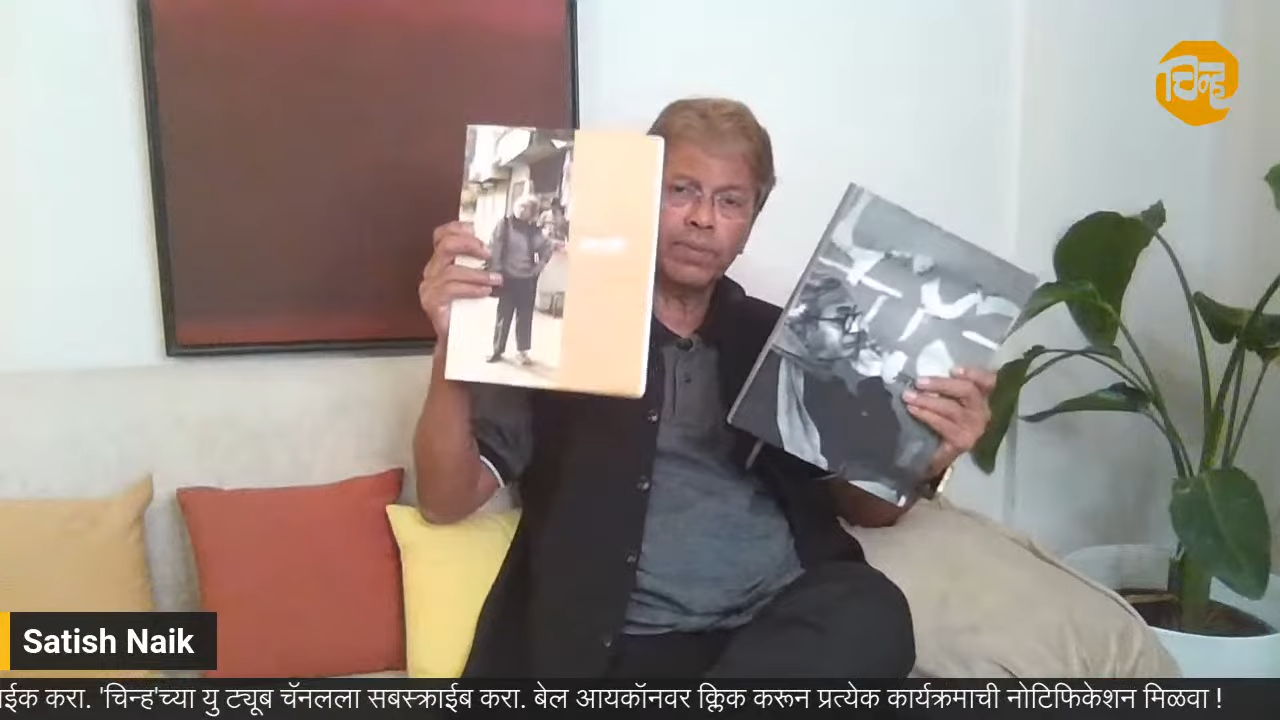 चिन्ह
Satish Naik
ईक करा. 'चिन्ह'च्या यु ट्यूब चॅनलला सबस्क्राईब करा. बेल आयकॉनवर क्लिक करून प्रत्येक कार्यक्रमाची नोटिफिकेशन मिळवा !